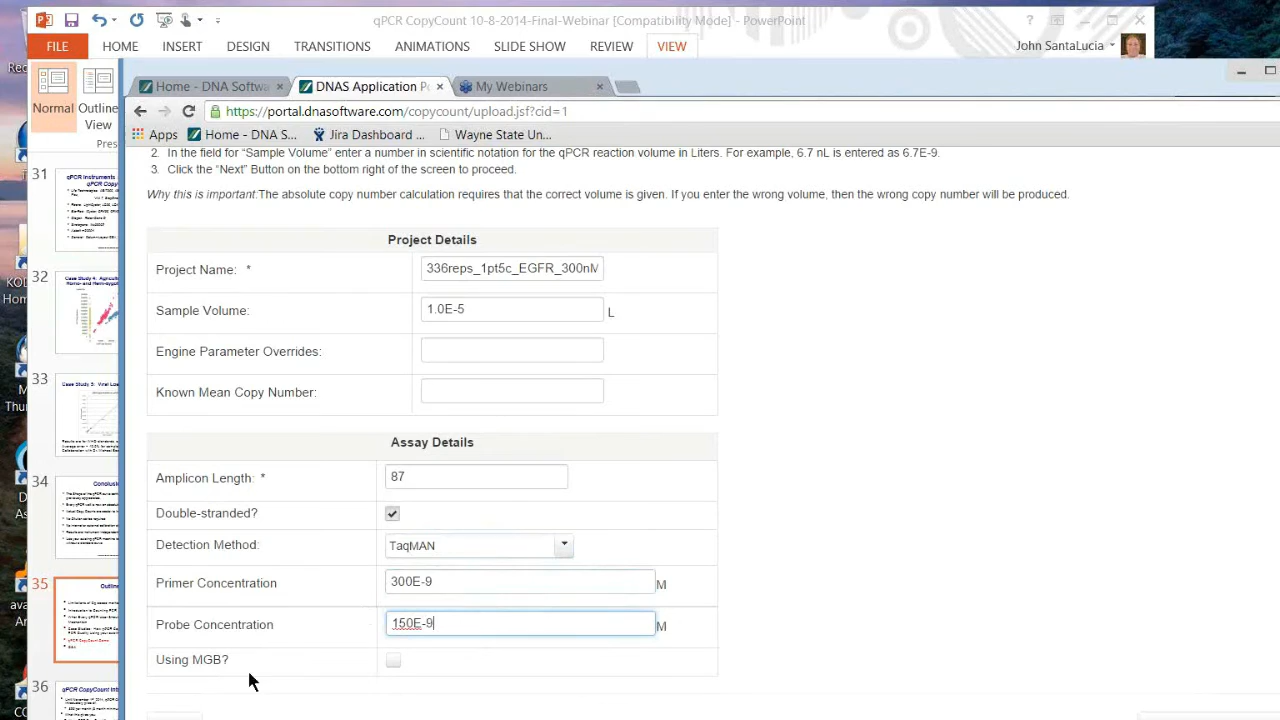 qPCR CopyCount 10-8-2014-Final-Webinar [Compatibility Mode] - PowerPoint
FILE HOME INSERT DESIGN TRANSITIONS ANIMATIONS SLIDE SHOW REVIEW VIEW John SantaLucia
Home - DNA Softwa DNAS Application Po My Webinars
Normal Outline View
https://portal.dnasoftware.com/copycount/upload.jsf?cid=1
Apps Home - DNA S... Jira Dashboard ... Wayne State Un...
2. In the field for "Sample Volume" enter a number in scientific notation for the qPCR reaction volume in Liters. For example, 6.7 nL is entered as 6.7E-9.
3. Click the "Next" Button on the bottom right of the screen to proceed.
Why this is important: The absolute copy number calculation requires that the correct volume is given. If you enter the wrong volume, then the wrong copy number will be produced.
Project Details
Project Name: * 336reps_1pt52_EGFR_300nM
Sample Volume: 1.0E-5 L
Engine Parameter Overrides:
Known Mean Copy Number:
Assay Details
Amplicon Length: * 87
Double-stranded?
Detection Method: TaqMAN
Primer Concentration 300E-9 M
Probe Concentration 150E-9 M
Using MGB?
31
qPCR Instruments
32
33
34
Conclusi
35
Outlin
36